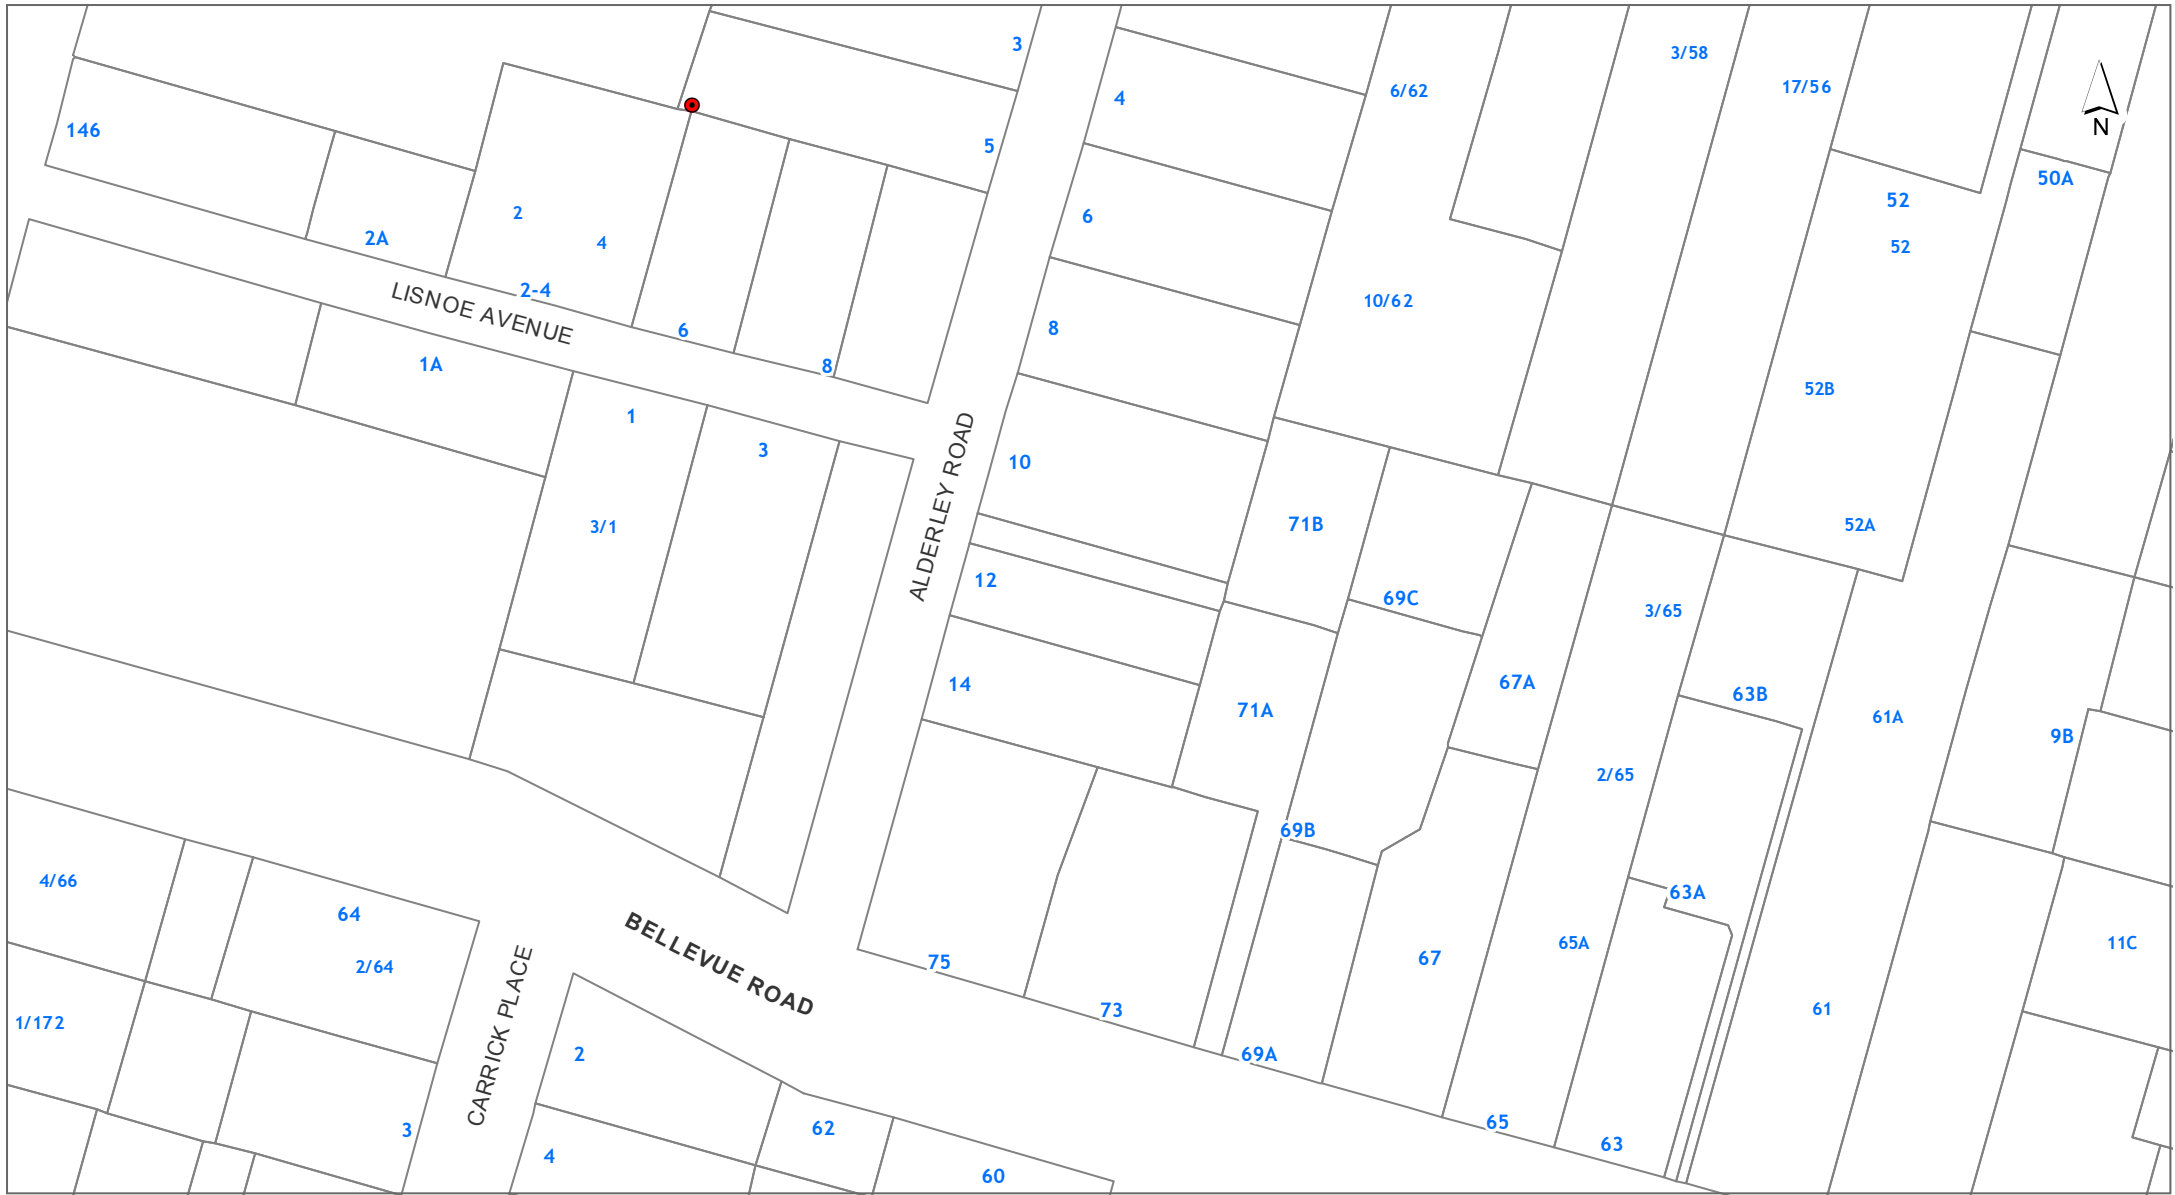 3
3/58
17/56
6/62
4
N
146
5
50A
52
2
6
2A
4
52
2-4
10/62
LISNOE AVENUE
6
8
1A
8
52B
1
3
ALDERLEY ROAD
10
3/1
71B
52A
12
69C
3/65
14
67A
63B
71A
61A
9B
2/65
69B
4/66
63A
64
BELLEVUE ROAD
2/64
75
67
65A
11C
1/172
CARRICK PLACE
73
61
2
69A
3
62
65
63
4
60